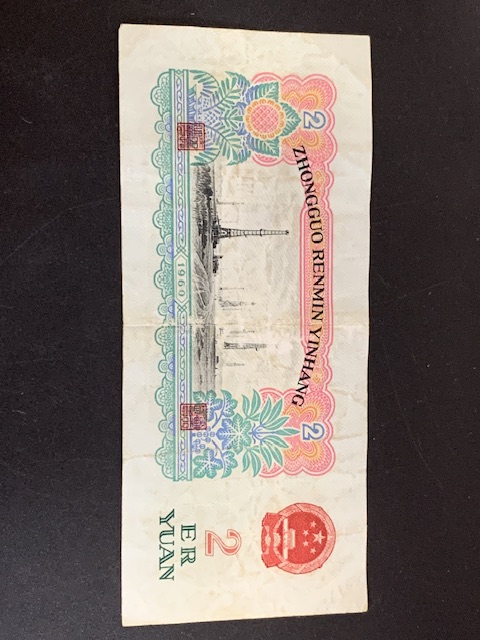 ZHONGGUO RENMIN YINHANG
2
2
1960
2
ER
YUAN